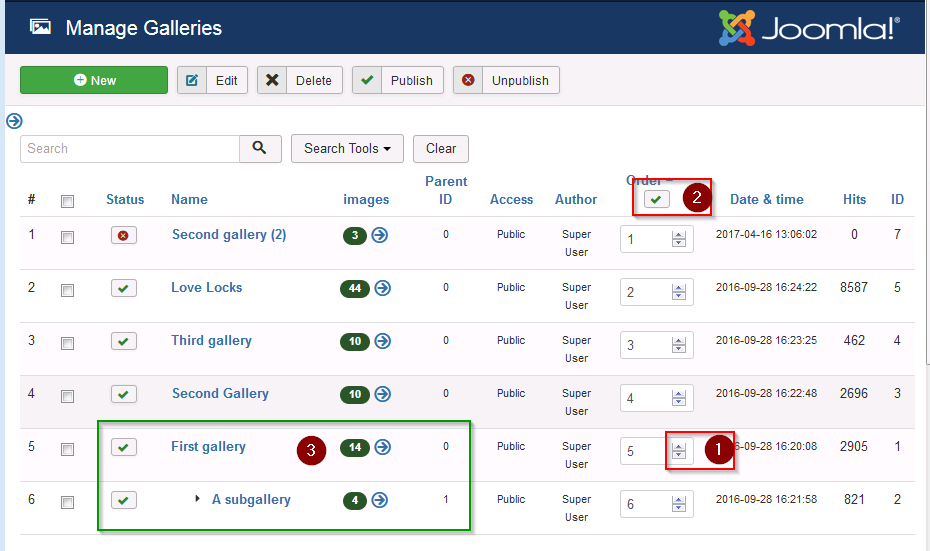 Manage Galleries
Joomla!®
New Edit Delete Publish Unpublish
Search Search Tools Clear
# Status Name images Parent ID Access Author Order 2 Date & time Hits ID
1 Second gallery (2) 3 0 Public Super User 1 2017-04-16 13:06:02 0 7
2 Love Locks 44 0 Public Super User 2 2016-09-28 16:24:22 8587 5
3 Third gallery 10 0 Public Super User 3 2016-09-28 16:23:25 462 4
4 Second Gallery 10 0 Public Super User 4 2016-09-28 16:22:48 2696 3
5 First gallery 3 14 0 Public Super User 5 1 6-09-28 16:20:08 2905 1
6 A subgallery 4 1 Public Super User 6 2016-09-28 16:21:58 821 2